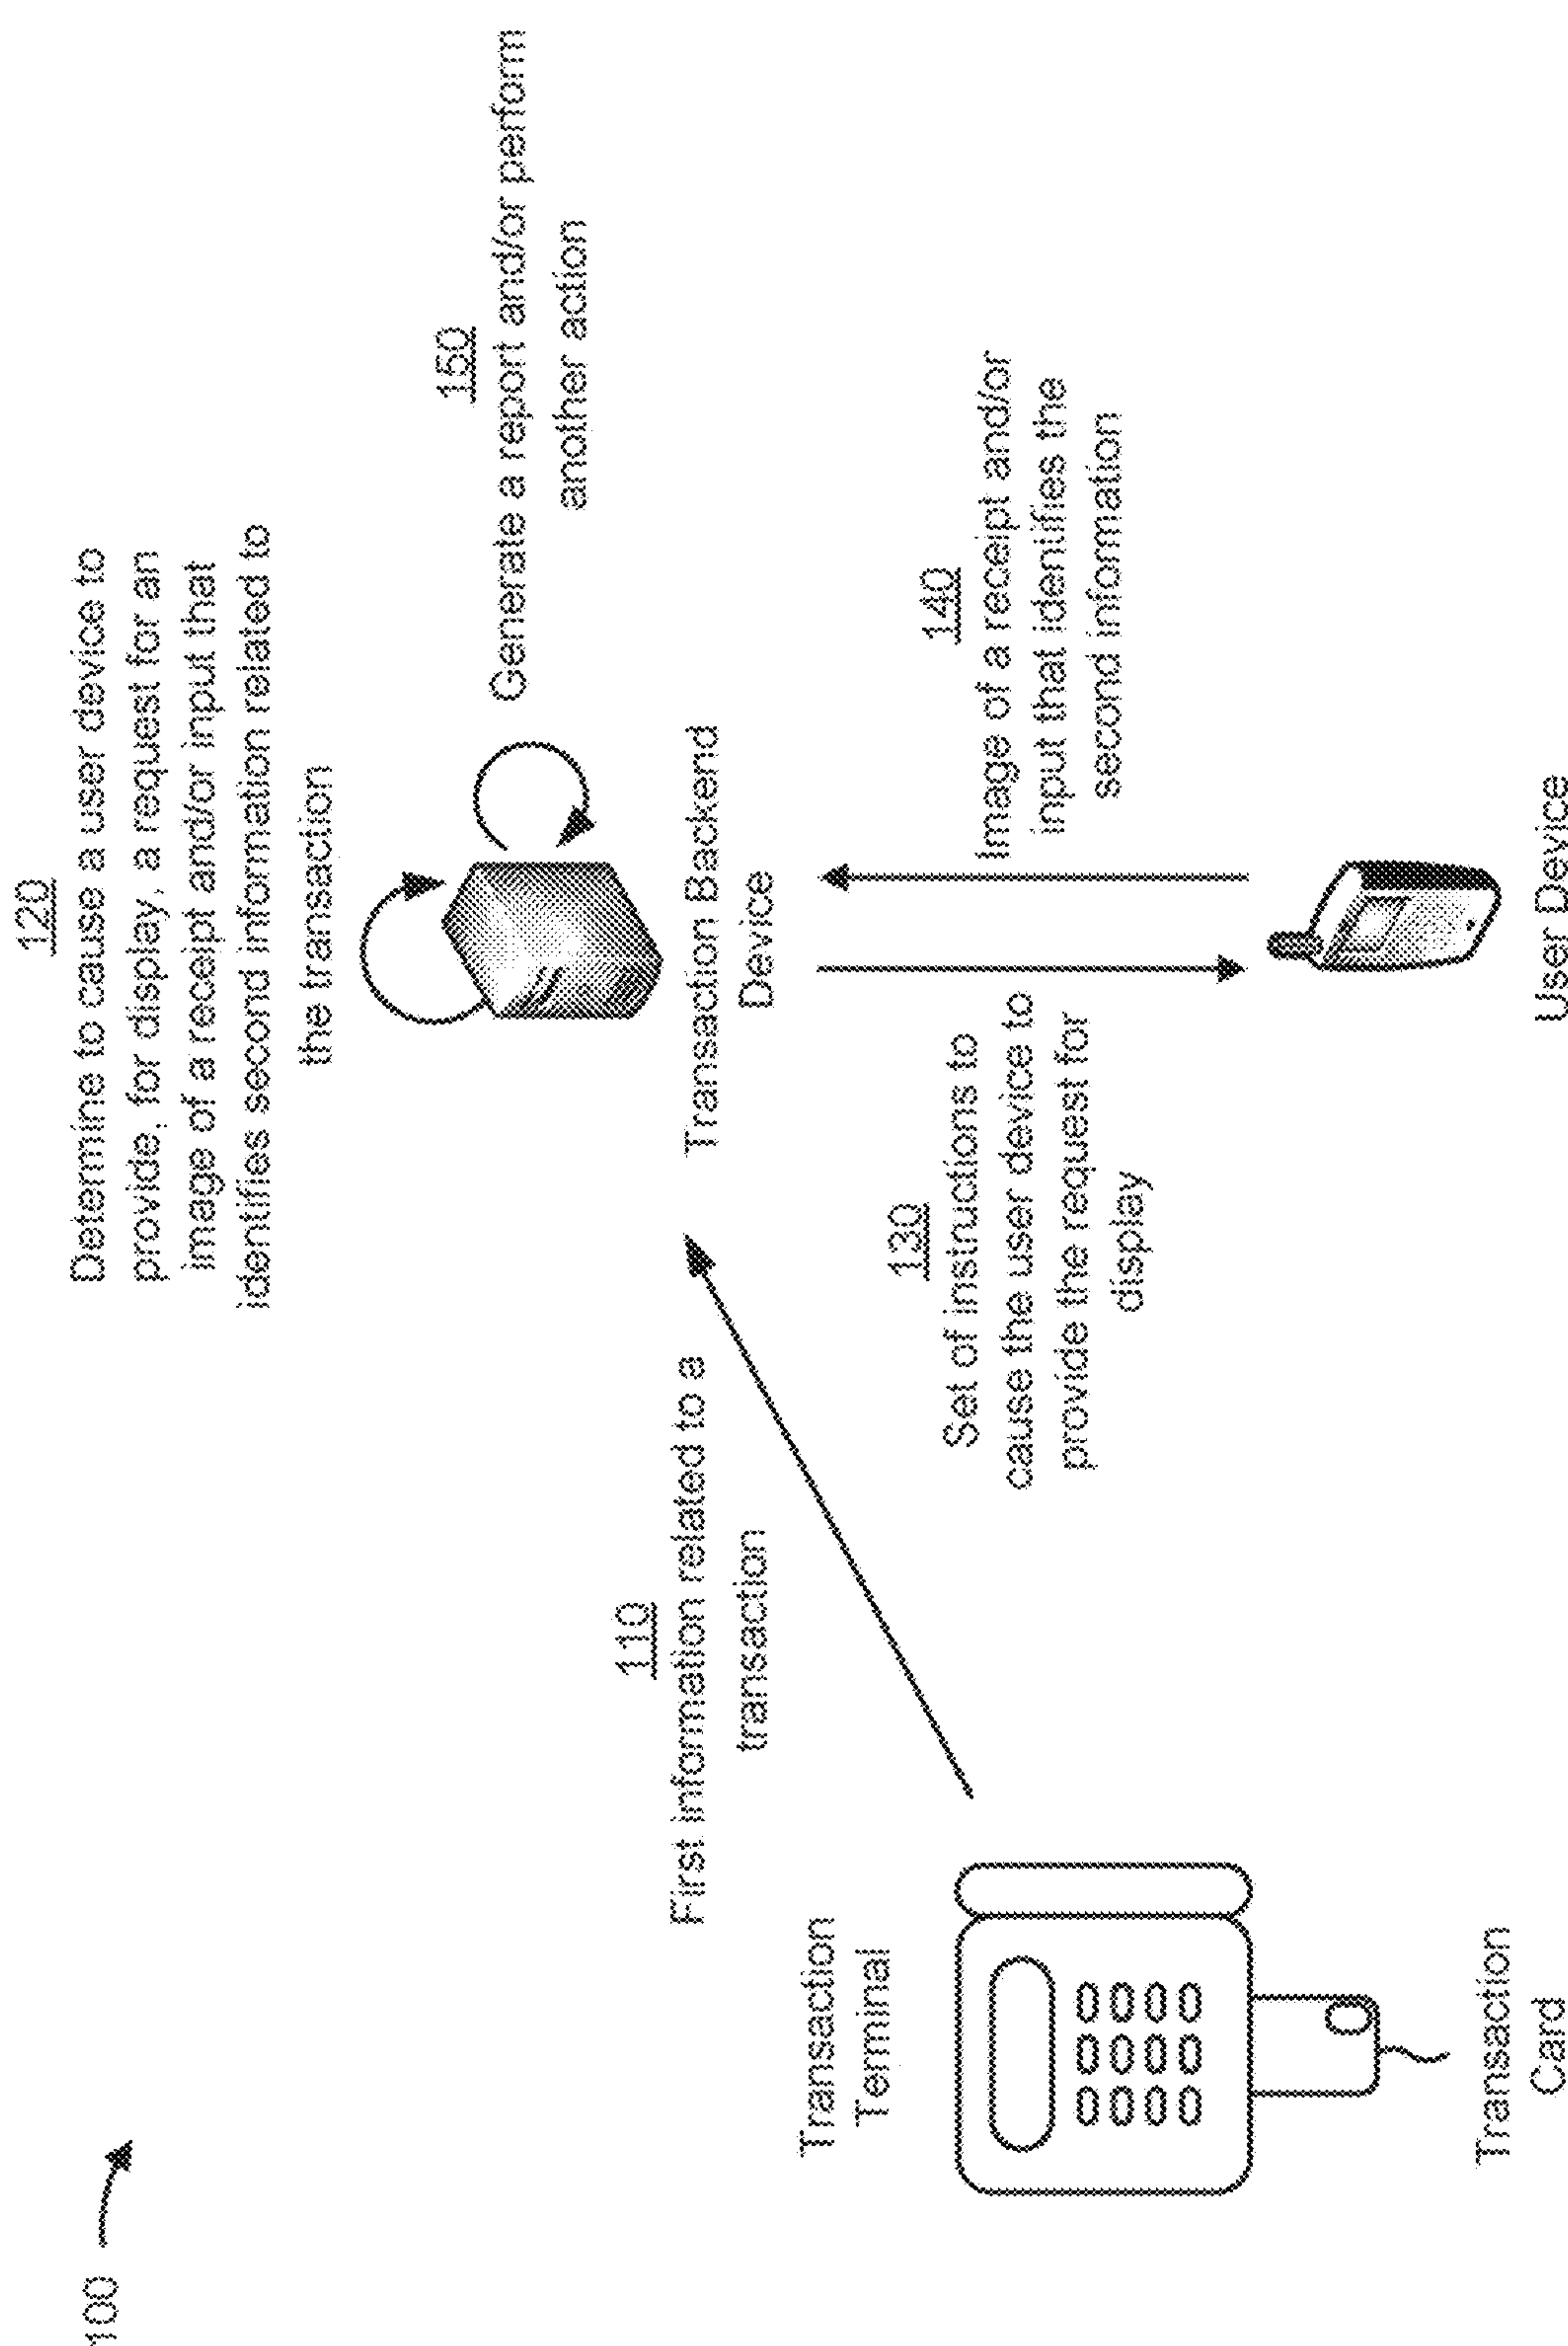 100
120
Determine to cause a user device to
provide, for display, a request for an
image of a receipt and/or input that
identifies second information related to
the transaction
150
Generate a report and/or perform
another action
110
First information related to a
transaction
Transaction Backend
Device
Transaction
Terminal
130
Set of instructions to
cause the user device to
provide the request for
display
140
Image of a receipt and/or
input that identifies the
second information
Transaction
Card
User Device